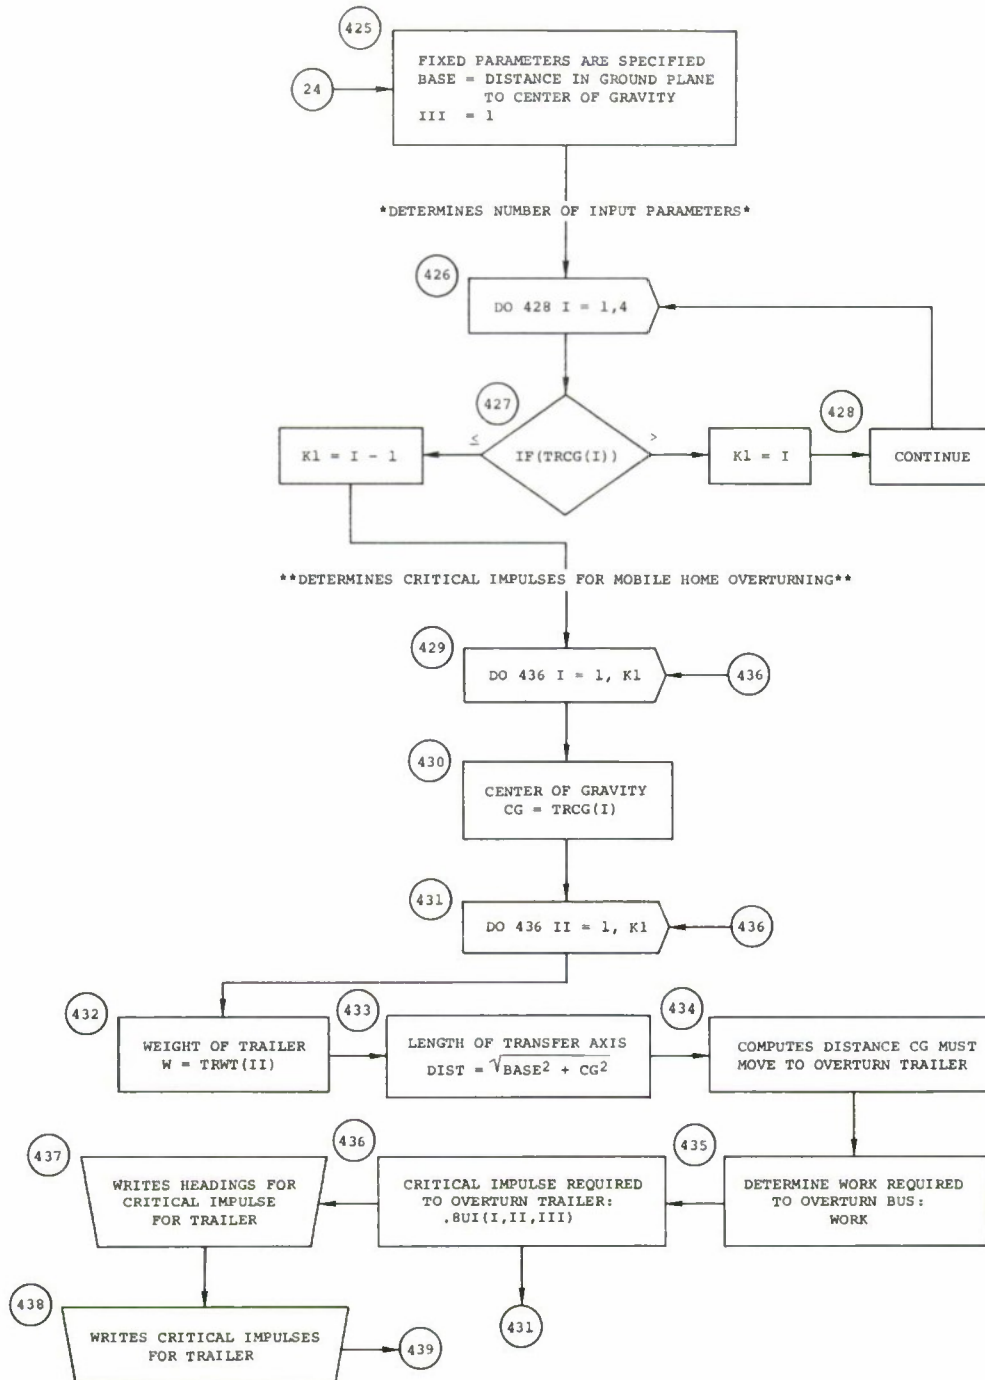 425
24
FIXED PARAMETERS ARE SPECIFIED
BASE = DISTANCE IN GROUND PLANE
TO CENTER OF GRAVITY
III = 1
*DETERMINES NUMBER OF INPUT PARAMETERS*
426
DO 428 I = 1,4
427
≤
IF(TRCG(I))
>
K1 = I - 1
K1 = I
428
CONTINUE
**DETERMINES CRITICAL IMPULSES FOR MOBILE HOME OVERTURNING**
429
DO 436 I = 1, K1
436
430
CENTER OF GRAVITY
CG = TRCG(I)
431
DO 436 II = 1, K1
436
432
WEIGHT OF TRAILER
W = TRWT(II)
433
LENGTH OF TRANSFER AXIS
DIST = √BASE² + CG²
434
COMPUTES DISTANCE CG MUST
MOVE TO OVERTURN TRAILER
435
DETERMINE WORK REQUIRED
TO OVERTURN BUS:
WORK
436
CRITICAL IMPULSE REQUIRED
TO OVERTURN TRAILER:
.8UI(I,II,III)
431
437
WRITES HEADINGS FOR
CRITICAL IMPULSE
FOR TRAILER
438
WRITES CRITICAL IMPULSES
FOR TRAILER
439